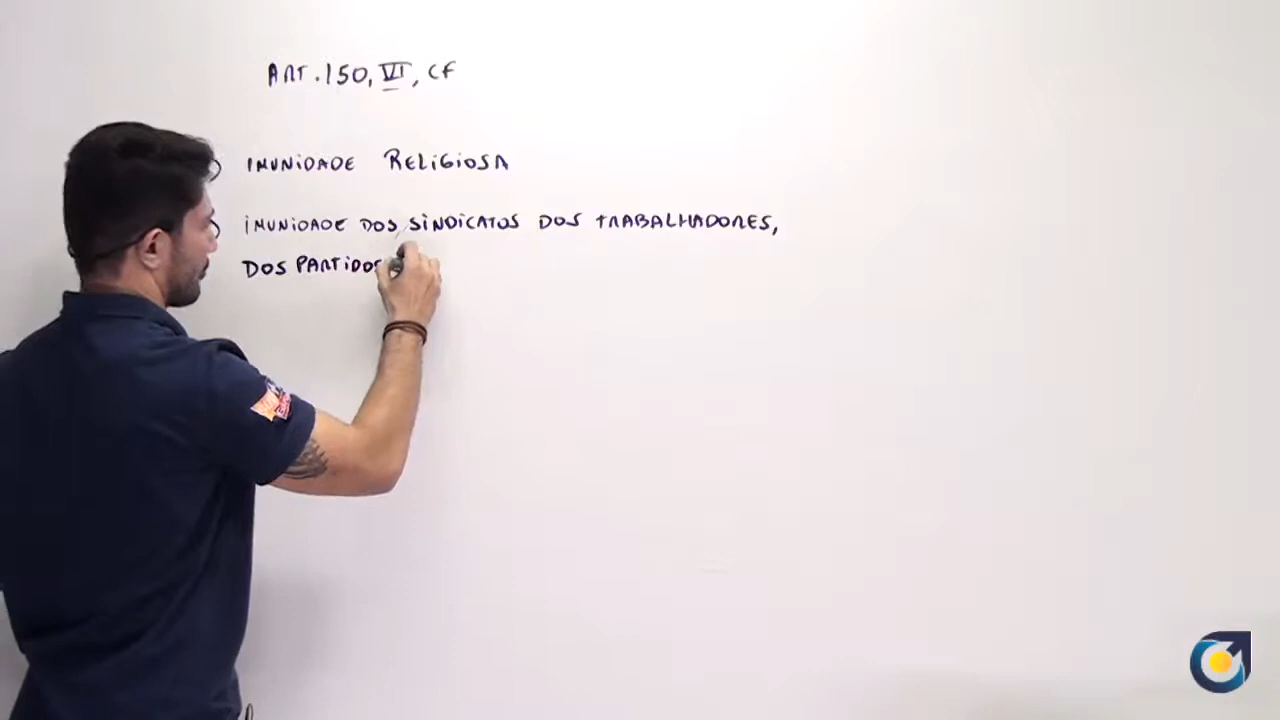 ART. 150, VI, CF
IMUNIDADE RELIGIOSA
IMUNIDADE DOS SINDICATOS DOS TRABALHADORES,
DOS PARTIDOS